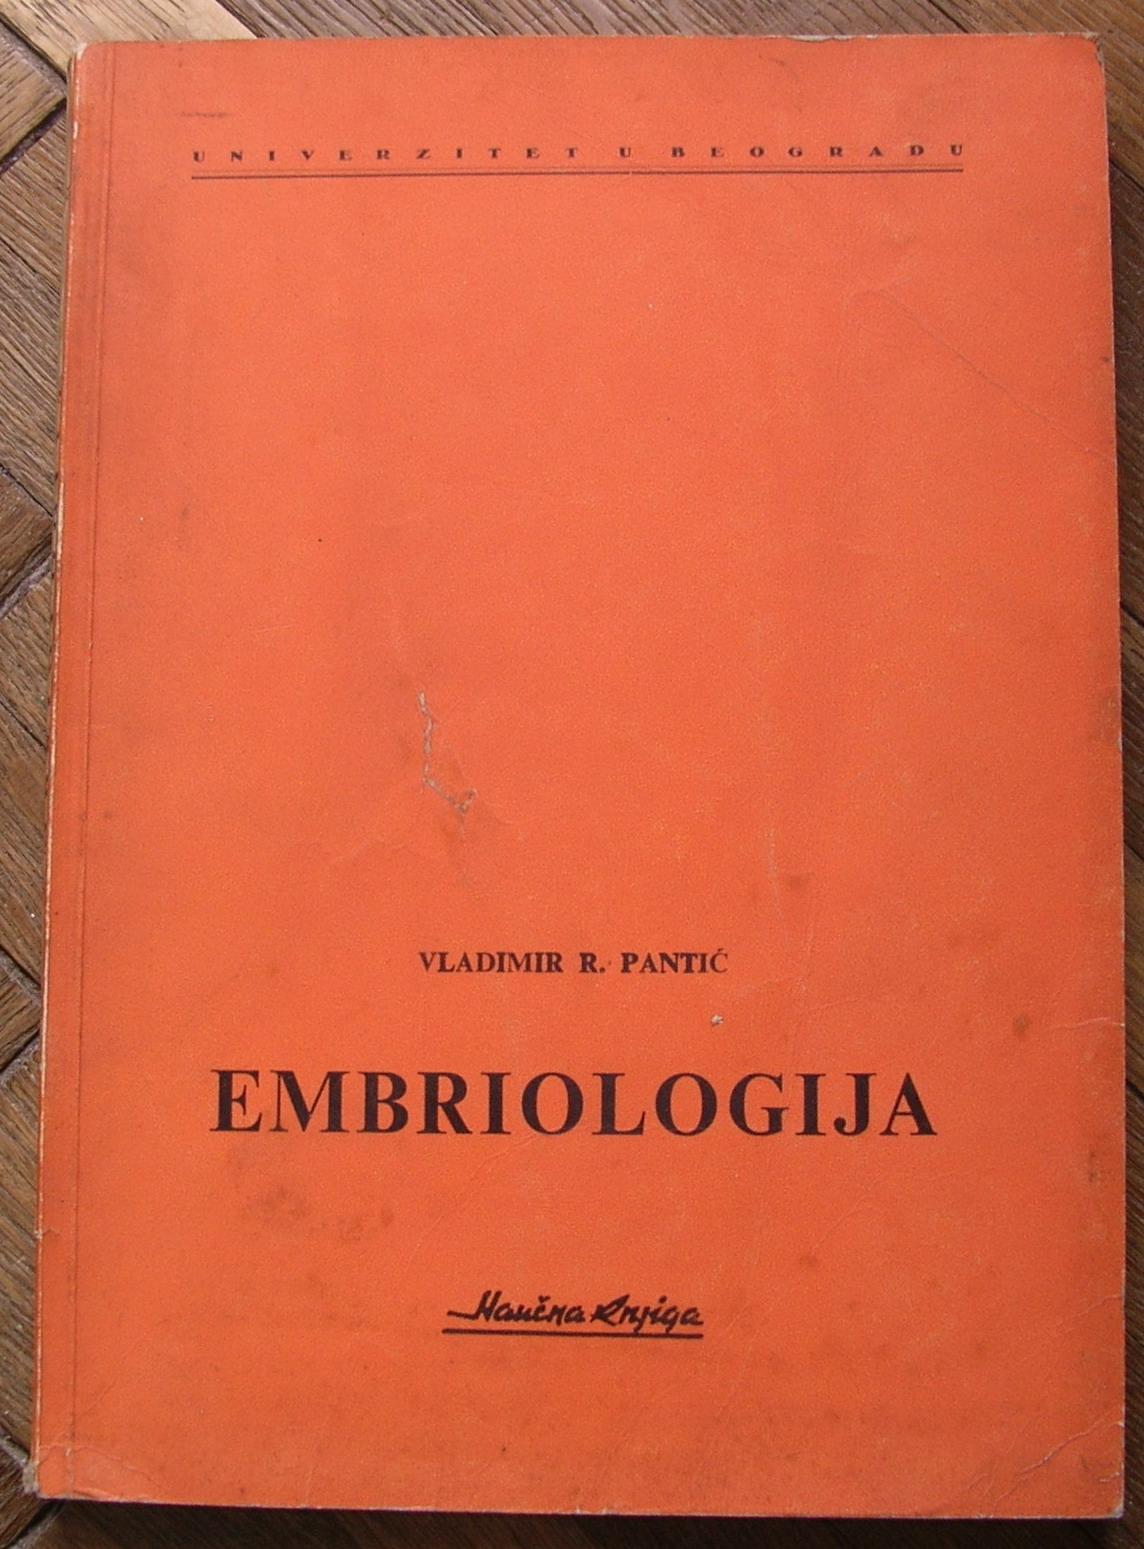 UNIVERZITET U BEOGRADU
VLADIMIR R. PANTIĆ
EMBRIOLOGIJA
Naučna knjiga